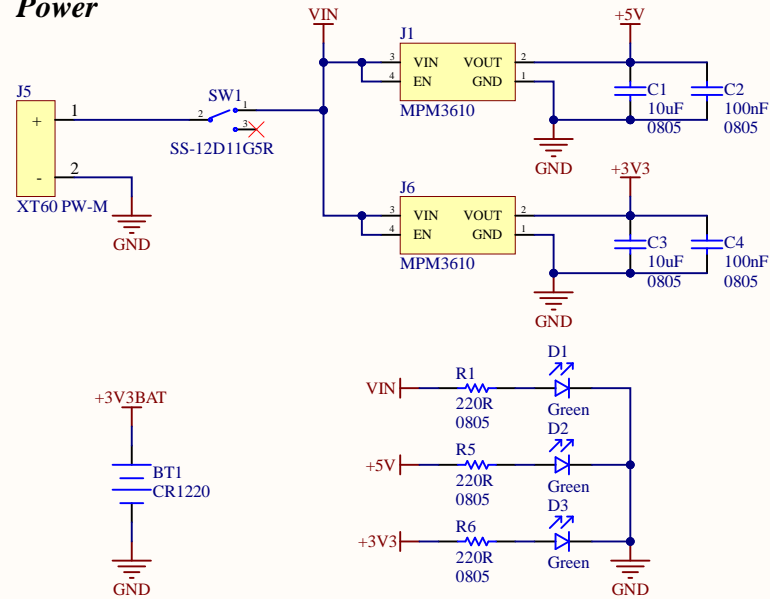 Power
VIN
+5V
J1
3 VIN VOUT 2
4 EN GND 1
MPM3610
C1
10uF
0805
C2
100nF
0805
GND
J5
+ 1
- 2
XT60 PW-M
GND
SW1
2 1
3
SS-12D11G5R
+3V3
J6
3 VIN VOUT 2
4 EN GND 1
MPM3610
C3
10uF
0805
C4
100nF
0805
GND
+3V3BAT
BT1
CR1220
GND
VIN
R1
220R
0805
D1
Green
+5V
R5
220R
0805
D2
Green
+3V3
R6
220R
0805
D3
Green
GND